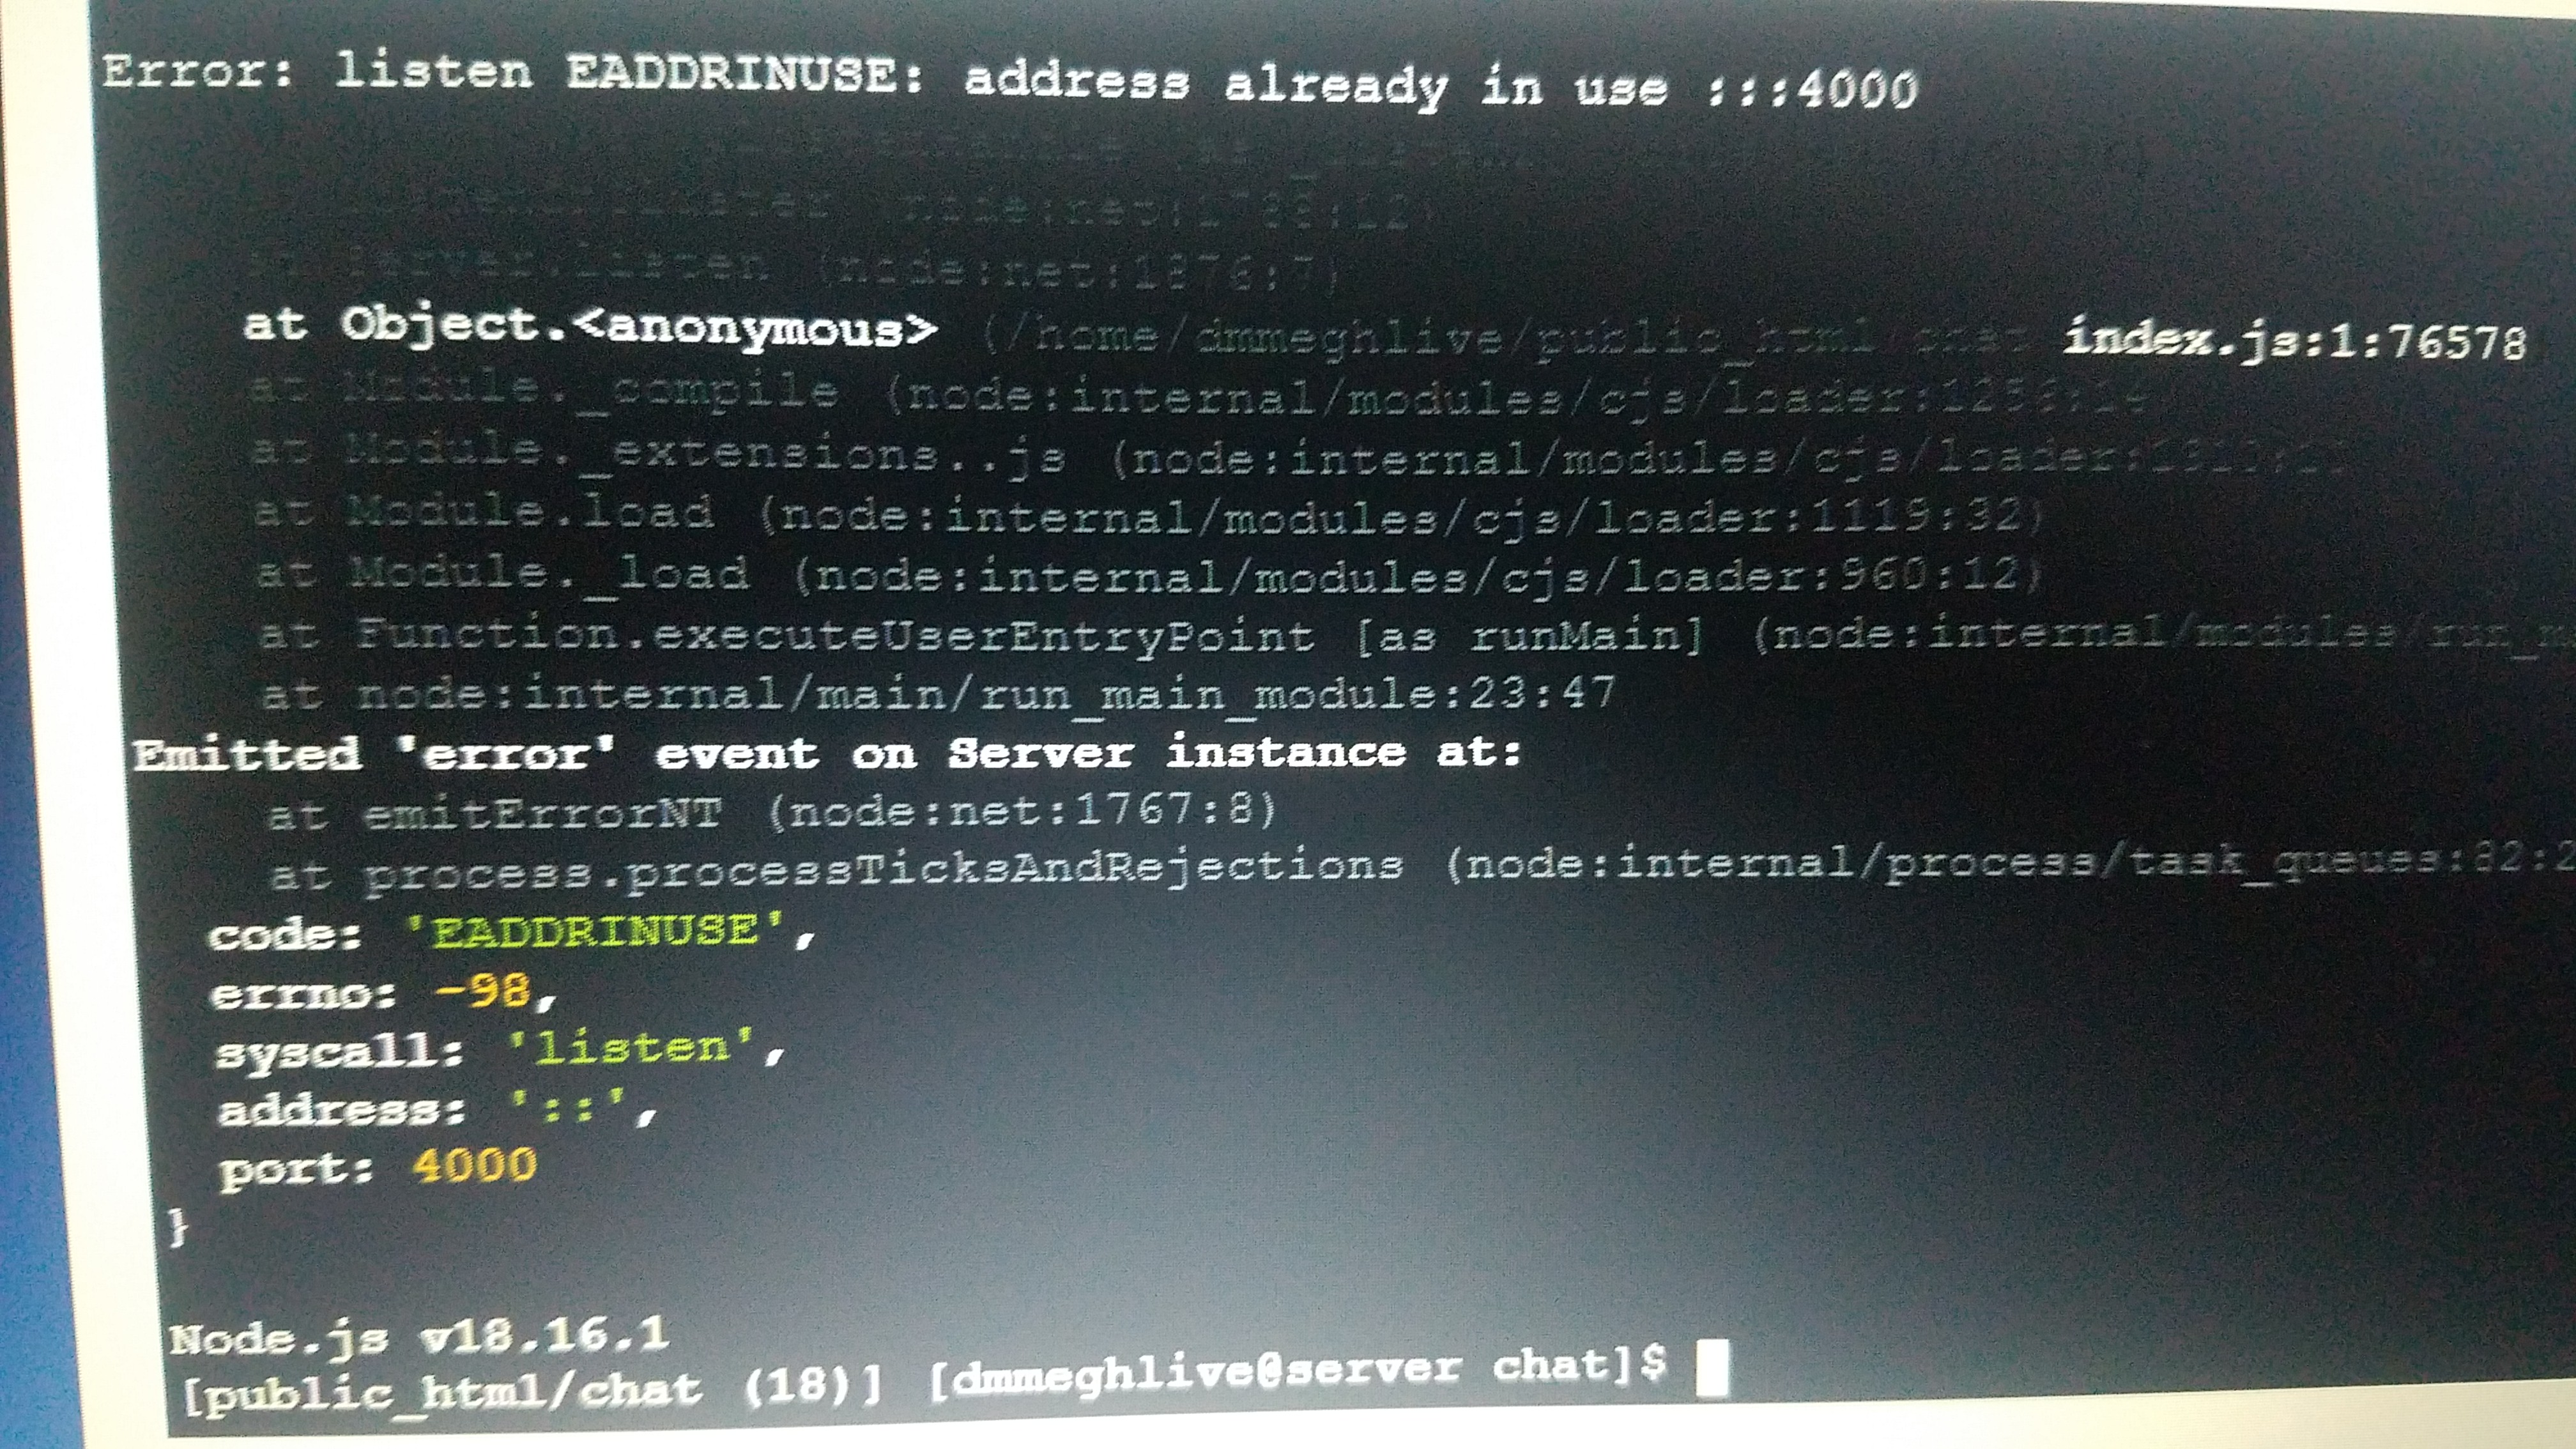 Error: listen EADDRINUSE: address already in use :::4000
(node:net:1
listen (node:net:1876:7)
at Object.<anonymous> (/home/dmmeghlive/public_html chat index.js:1:76578
at Module._compile (node:internal/modules/cjs/loader:
at Module._extensions..js (node:internal/modules/cjs/loader:
at Module.load (node:internal/modules/cjs/loader:1119:32)
at Module._load (node:internal/modules/cjs/loader:960:12)
at Function.executeUserEntryPoint [as runMain] (node:internal/modules/run_m
at node:internal/main/run_main_module:23:47
Emitted 'error' event on Server instance at:
at emitErrorNT (node:net:1767:8)
at process.processTicksAndRejections (node:internal/process/task_queues:82:2
code: 'EADDRINUSE',
errno: -98,
syscall: 'listen',
address: '::',
port: 4000
}
Node.js v18.16.1
[public_html/chat (18)] [dmmeghlive@server chat]$